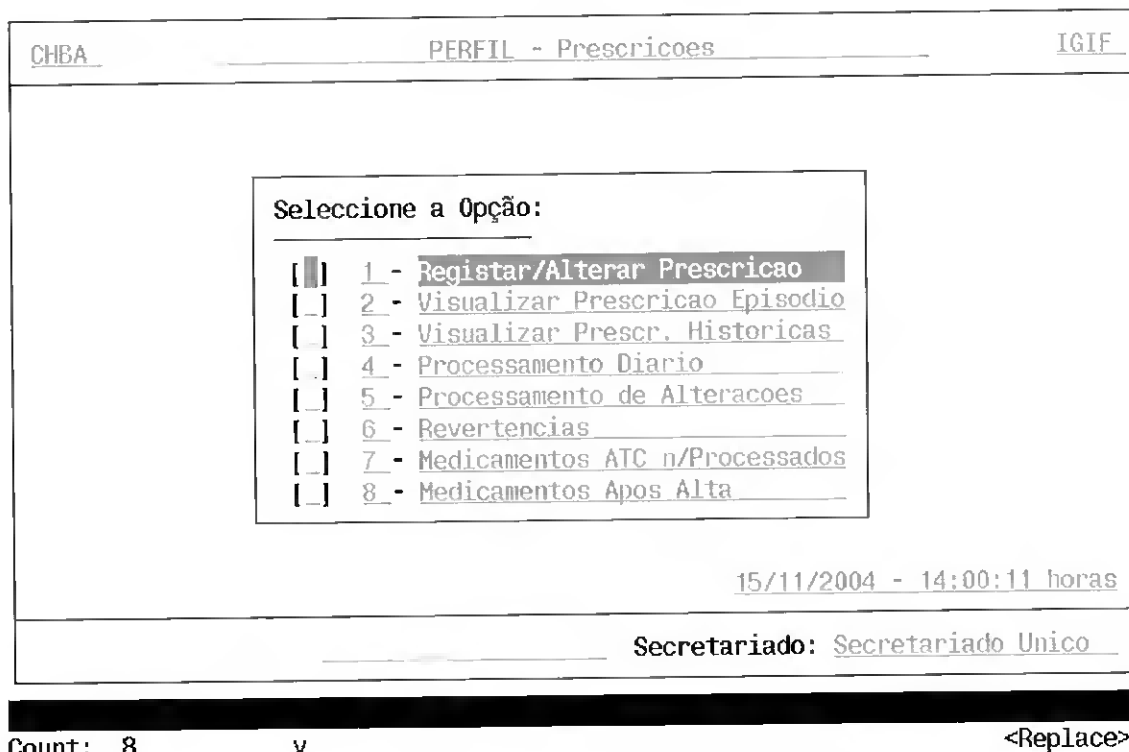 CHBA PERFIL - Prescricoes IGIF
Seleccione a Opção:
[ ] 1 - Registar/Alterar Prescricao
[_] 2 - Visualizar Prescricao Episodio
[_] 3 - Visualizar Prescr. Historicas
[_] 4 - Processamento Diario
[_] 5 - Processamento de Alteracoes
[_] 6 - Revertencias
[_] 7 - Medicamentos ATC n/Processados
[_] 8 - Medicamentos Apos Alta
15/11/2004 - 14:00:11 horas
Secretariado: Secretariado Unico
Count: 8 v <Replace>